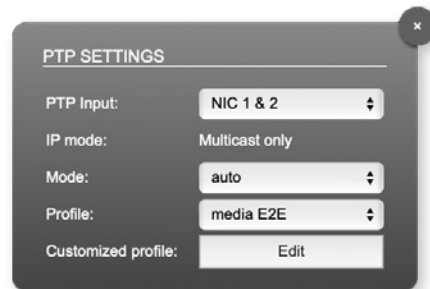 ×
PTP SETTINGS
PTP Input: NIC 1 & 2
IP mode: Multicast only
Mode: auto
Profile: media E2E
Customized profile: Edit